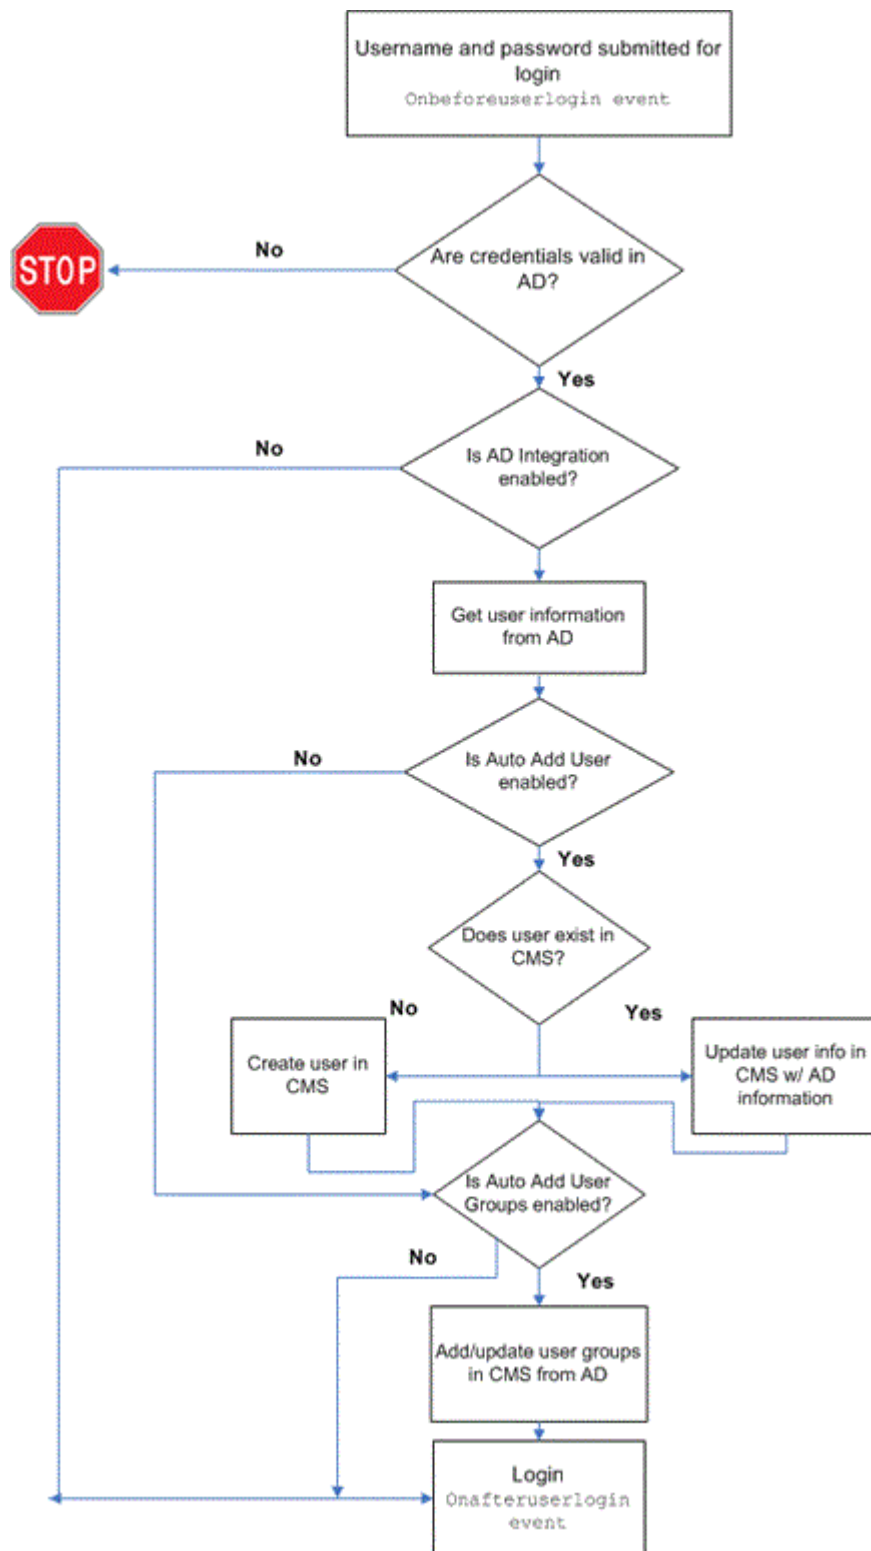 Username and password submitted for
login
Onbeforeuserlogin event
No
STOP
Are credentials valid in
AD?
Yes
No
Is AD Integration
enabled?
Get user information
from AD
No
Is Auto Add User
enabled?
Yes
Does user exist in
CMS?
No
Yes
Create user in
CMS
Update user info in
CMS w/ AD
information
Is Auto Add User
Groups enabled?
No
Yes
Add/update user groups
in CMS from AD
Login
Onafteruserlogin
event